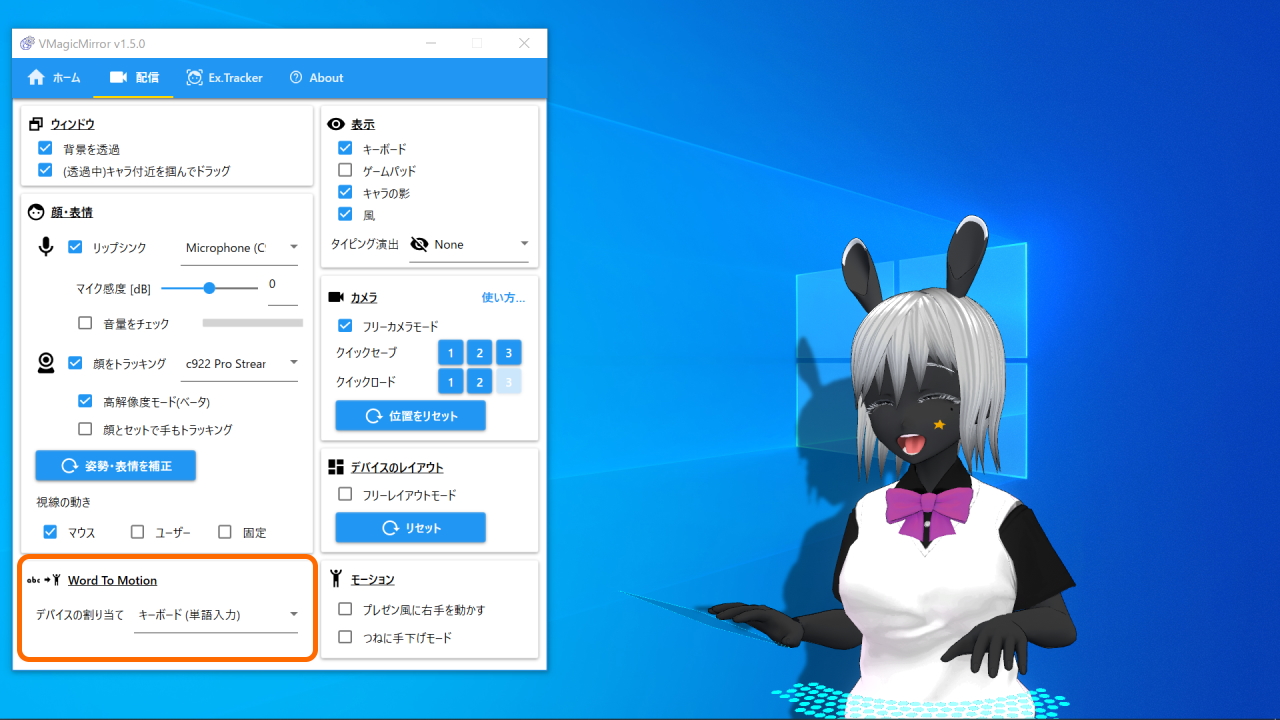 VMagicMirror v1.5.0
ホーム
配信
Ex.Tracker
About
ウィンドウ
背景を透過
(透過中)キャラ付近を掴んでドラッグ
顔・表情
リップシンク
Microphone (C
マイク感度 [dB]
0
音量をチェック
顔をトラッキング
c922 Pro Strear
高解像度モード(ベータ)
顔とセットで手もトラッキング
姿勢・表情を補正
視線の動き
マウス
ユーザー
固定
abc
Word To Motion
デバイスの割り当て
キーボード (単語入力)
表示
キーボード
ゲームパッド
キャラの影
風
タイピング演出
None
カメラ
使い方...
フリーカメラモード
クイックセーブ
1 2 3
クイックロード
1 2 3
位置をリセット
デバイスのレイアウト
フリーレイアウトモード
リセット
モーション
プレゼン風に右手を動かす
つねに手下げモード